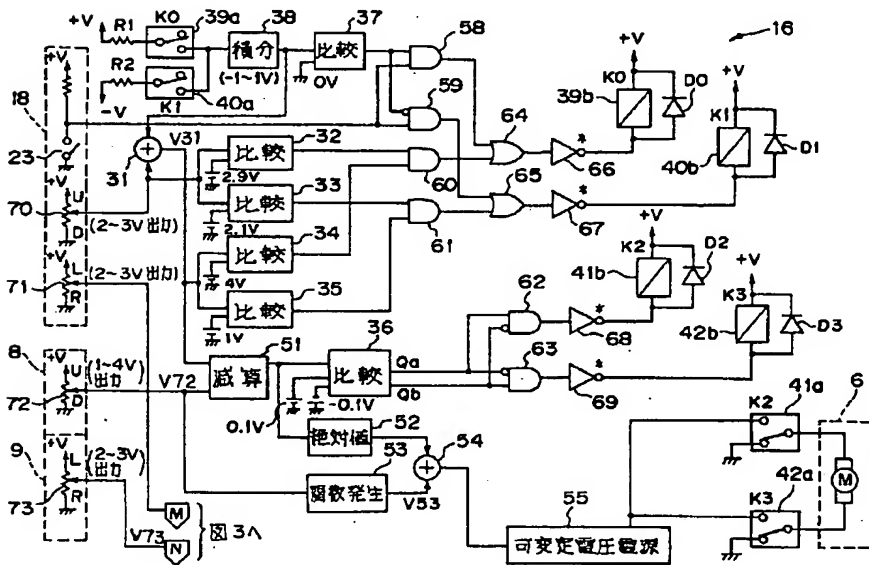 +V
R1
K0
39a
積分
38
比較
37
(-1~1V)
0V
58
+V
16
R2
-V
K1
40a
59
K0
39b
D0
+V
K1
40b
D1
+V
18
23
V31
31
+
比較
32
2.9V
比較
33
2.1V
比較
34
4V
比較
35
1V
60
61
64
65
66
*
67
*
+V
70
U
D
(2~3V出力)
+V
71
L
R
(2~3V出力)
+V
K2
41b
D2
+V
K3
42b
D3
62
63
68
*
69
*
8
+V
U
72
D
(1~4V)
出力
V72
減算
51
比較
36
Qa
Qb
0.1V
-0.1V
絶対値
52
関数発生
53
+
54
V53
9
+V
L
73
R
(2~3V)
出力
V73
M
N
図3へ
可変定電圧電源
55
K2
41a
K3
42a
6
M